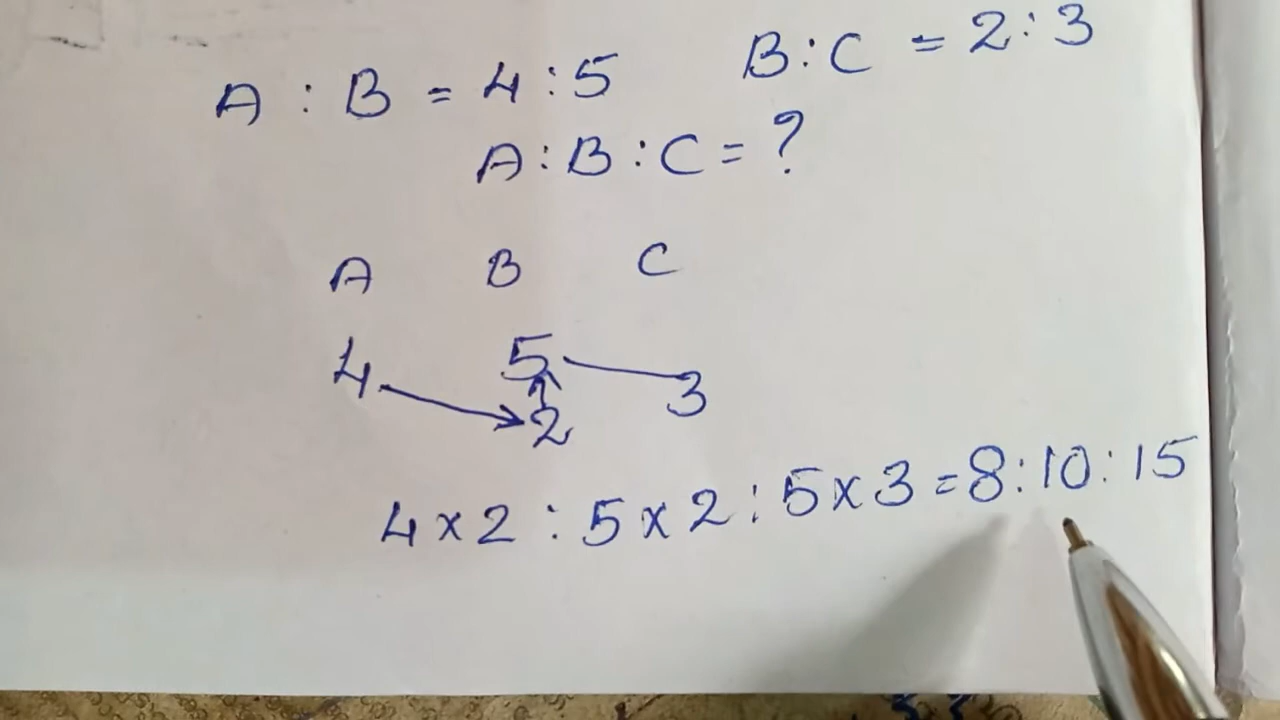 A : B = 4 : 5 B : C = 2 : 3
A : B : C = ?
A B C
4 5 3
2
4 x 2 : 5 x 2 : 5 x 3 = 8 : 10 : 15